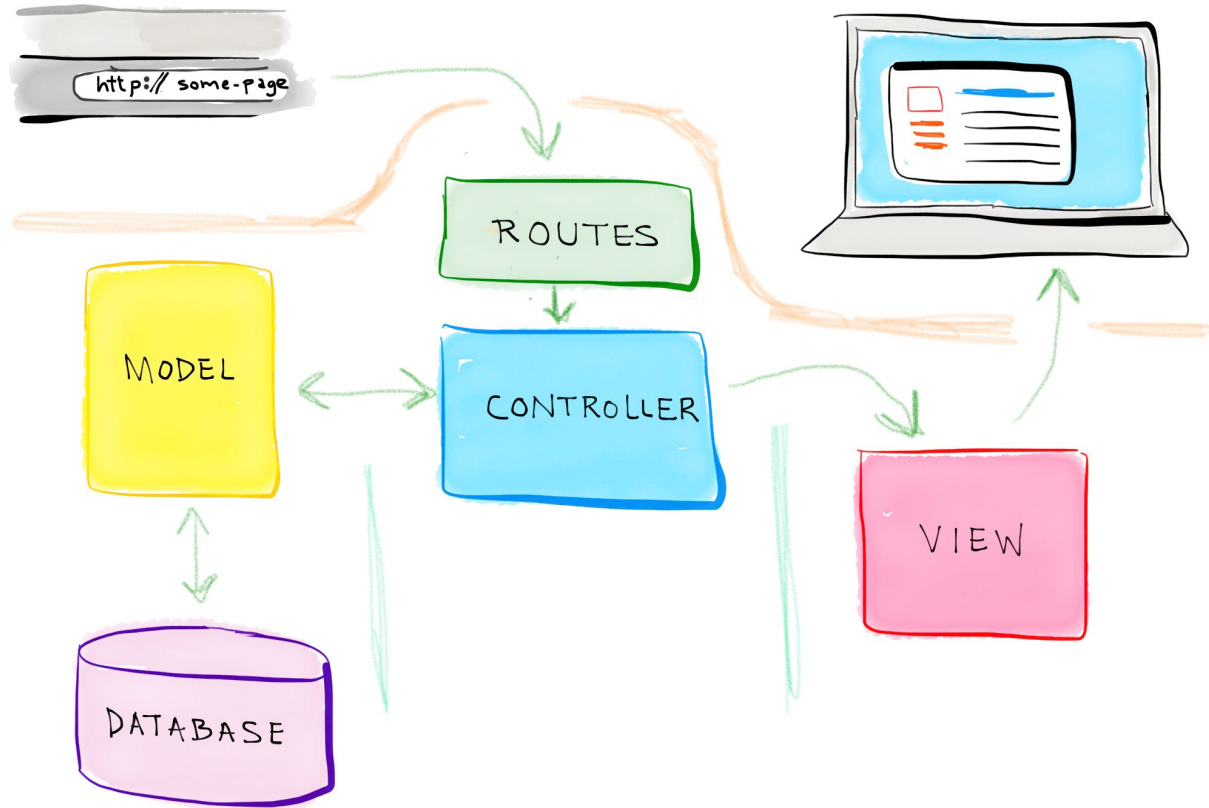 http:// some-page
ROUTES
MODEL
CONTROLLER
VIEW
DATABASE